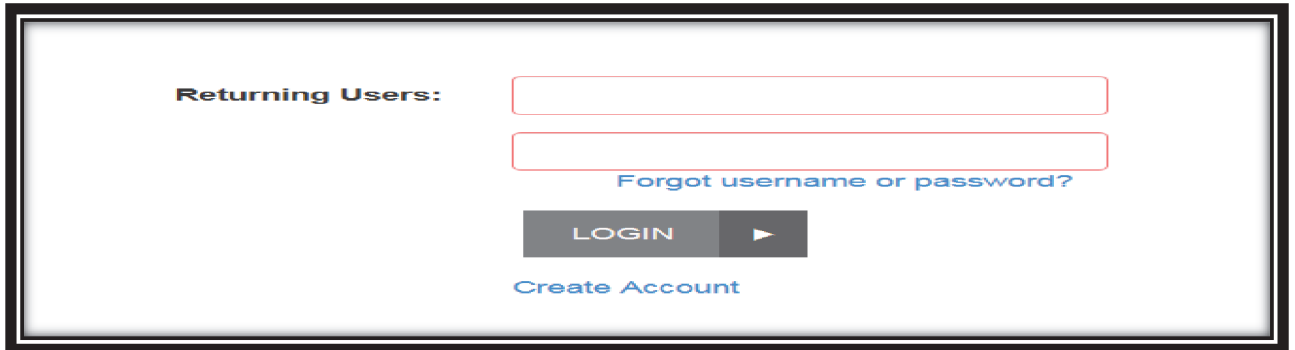 Returning Users:
Forgot username or password?
LOGIN
Create Account